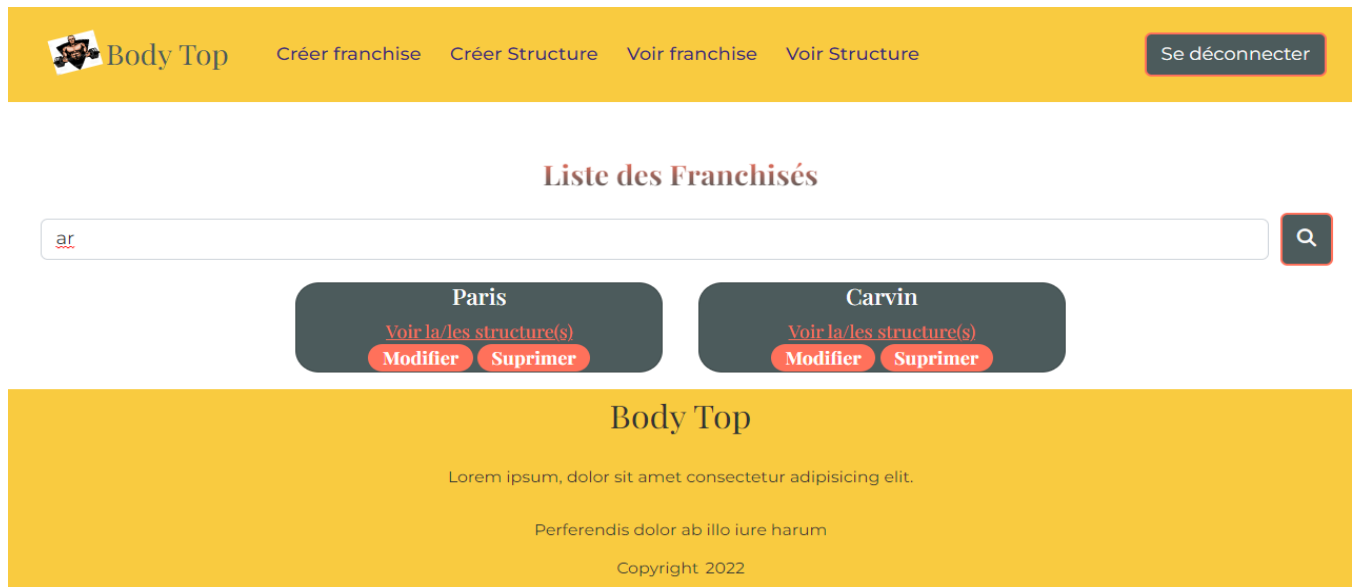 Body Top Créer franchise Créer Structure Voir franchise Voir Structure Se déconnecter
Liste des Franchisés
ar
Paris
Voir la/les structure(s)
Modifier Suprimer
Carvin
Voir la/les structure(s)
Modifier Suprimer
Body Top
Lorem ipsum, dolor sit amet consectetur adipisicing elit.
Perferendis dolor ab illo iure harum
Copyright 2022